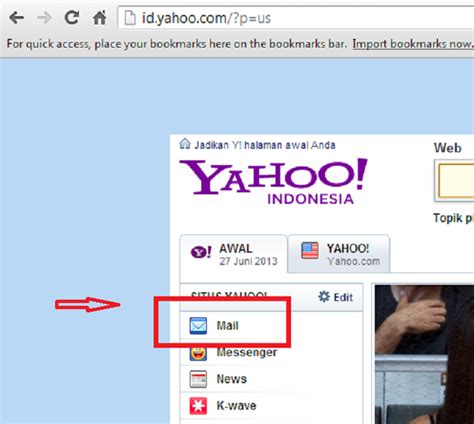 id.yahoo.com/?p=us
For quick access, place your bookmarks here on the bookmarks bar. Import bookmarks now.
Jadikan Y! halaman awal Anda
Web
YAHOO!
INDONESIA
Topik
AWAL
27 Juni 2013
YAHOO!
Yahoo.com
SITUS YAHOO!
Edit
Mail
Messenger
News
K-wave